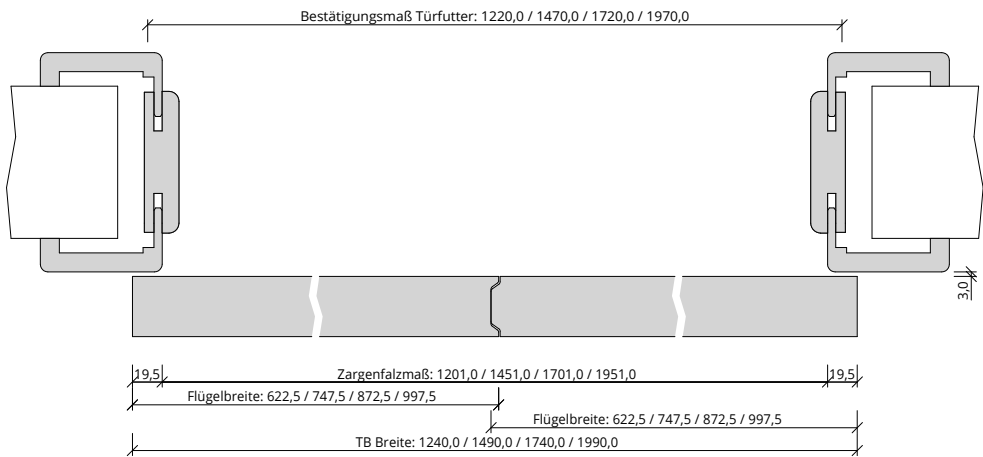 Bestätigungsmaß Türfutter: 1220,0 / 1470,0 / 1720,0 / 1970,0
3,0
19,5
Zargenfalzmaß: 1201,0 / 1451,0 / 1701,0 / 1951,0
19,5
Flügelbreite: 622,5 / 747,5 / 872,5 / 997,5
Flügelbreite: 622,5 / 747,5 / 872,5 / 997,5
TB Breite: 1240,0 / 1490,0 / 1740,0 / 1990,0